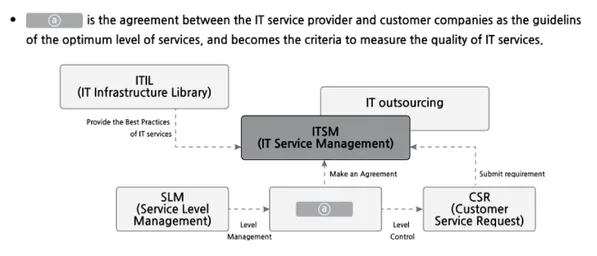 • ⓐ is the agreement between the IT service provider and customer companies as the guidelins
of the optimum level of services, and becomes the criteria to measure the quality of IT services.
ITIL
(IT Infrastructure Library)
IT outsourcing
Provide the Best Practices
of IT services
ITSM
(IT Service Management)
Make an Agreement
Submit requirement
SLM
(Service Level
Management)
Level
Management
ⓐ
Level
Control
CSR
(Customer
Service Request)